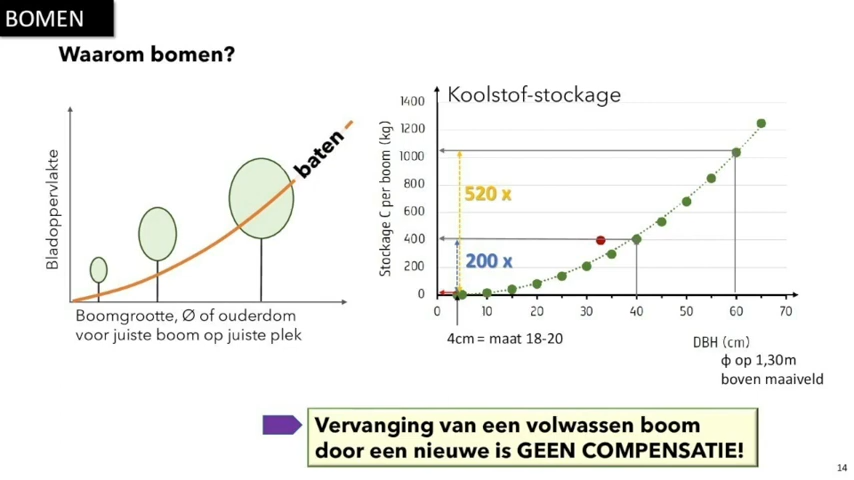 BOMEN
Waarom bomen?
Bladoppervlakte
baten
Boomgrootte, Ø of ouderdom
voor juiste boom op juiste plek
Koolstof-stockage
Stockage C per boom (kg)
1400
1200
1000
800
600
400
200
0
520 x
200 x
0
10
20
30
40
50
60
70
4cm = maat 18-20
DBH (cm)
ϕ op 1,30m
boven maaiveld
Vervanging van een volwassen boom
door een nieuwe is GEEN COMPENSATIE!
14